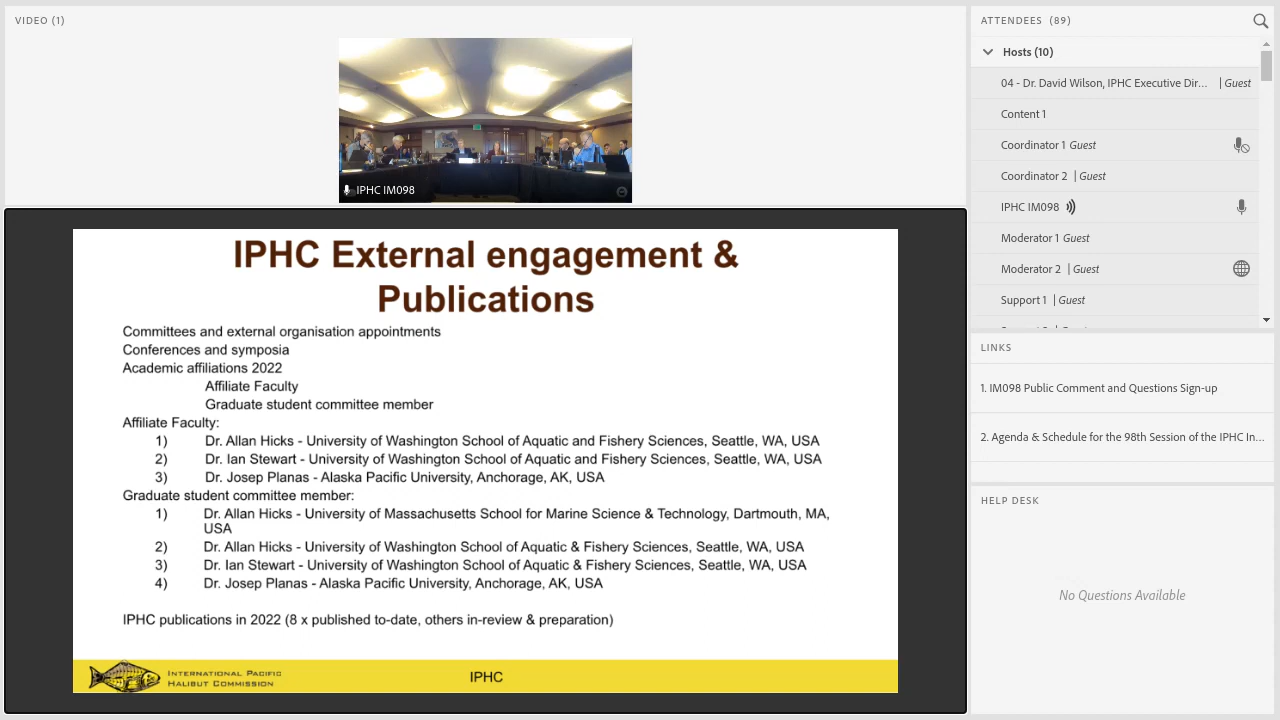 VIDEO (1)
IPHC IM098
IPHC External engagement &
Publications
Committees and external organisation appointments
Conferences and symposia
Academic affiliations 2022
Affiliate Faculty
Graduate student committee member
Affiliate Faculty:
1) Dr. Allan Hicks - University of Washington School of Aquatic and Fishery Sciences, Seattle, WA, USA
2) Dr. Ian Stewart - University of Washington School of Aquatic and Fishery Sciences, Seattle, WA, USA
3) Dr. Josep Planas - Alaska Pacific University, Anchorage, AK, USA
Graduate student committee member:
1) Dr. Allan Hicks - University of Massachusetts School for Marine Science & Technology, Dartmouth, MA,
USA
2) Dr. Allan Hicks - University of Washington School of Aquatic & Fishery Sciences, Seattle, WA, USA
3) Dr. Ian Stewart - University of Washington School of Aquatic & Fishery Sciences, Seattle, WA, USA
4) Dr. Josep Planas - Alaska Pacific University, Anchorage, AK, USA
IPHC publications in 2022 (8 x published to-date, others in-review & preparation)
INTERNATIONAL PACIFIC
HALIBUT COMMISSION
IPHC
ATTENDEES (89)
Hosts (10)
04 - Dr. David Wilson, IPHC Executive Dir... | Guest
Content 1
Coordinator 1 Guest
Coordinator 2 | Guest
IPHC IM098
Moderator 1 Guest
Moderator 2 | Guest
Support 1 | Guest
LINKS
1. IM098 Public Comment and Questions Sign-up
2. Agenda & Schedule for the 98th Session of the IPHC In...
HELP DESK
No Questions Available